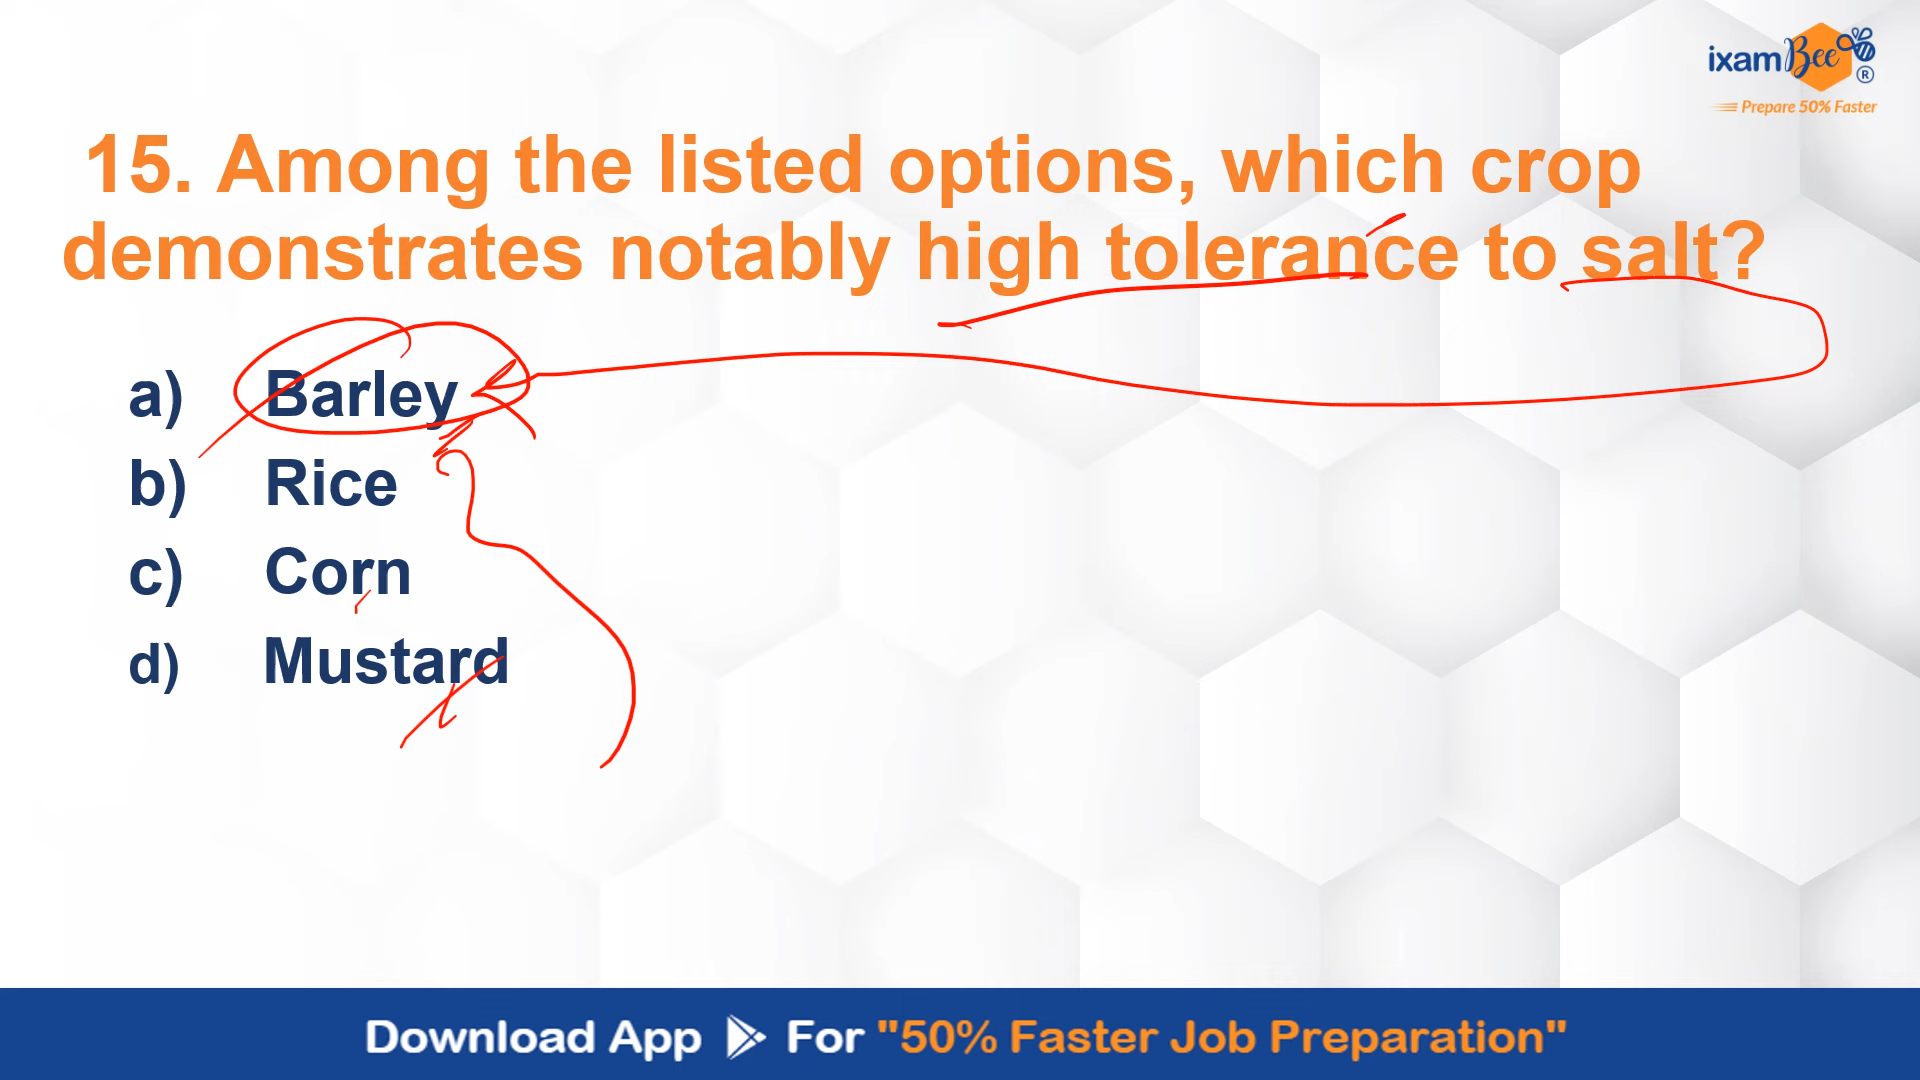 ixamBee®
Prepare 50% Faster
15. Among the listed options, which crop
demonstrates notably high tolerance to salt?
a) Barley
b) Rice
c) Corn
d) Mustard
Download App For "50% Faster Job Preparation"